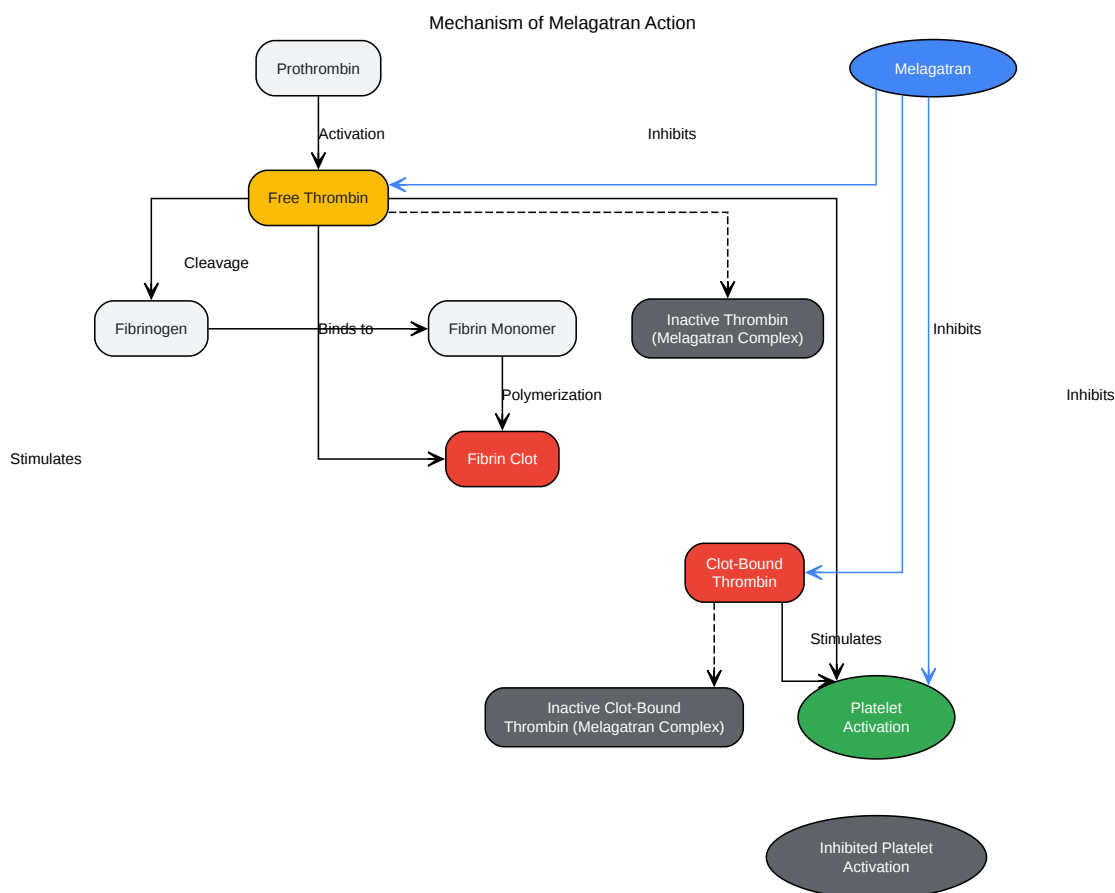 Mechanism of Melagatran Action
Prothrombin
Melagatran
Activation
Inhibits
Free Thrombin
Cleavage
Fibrinogen
Binds to
Fibrin Monomer
Inactive Thrombin
(Melagatran Complex)
Inhibits
Polymerization
Inhibits
Stimulates
Fibrin Clot
Clot-Bound
Thrombin
Stimulates
Inactive Clot-Bound
Thrombin (Melagatran Complex)
Platelet
Activation
Inhibited Platelet
Activation